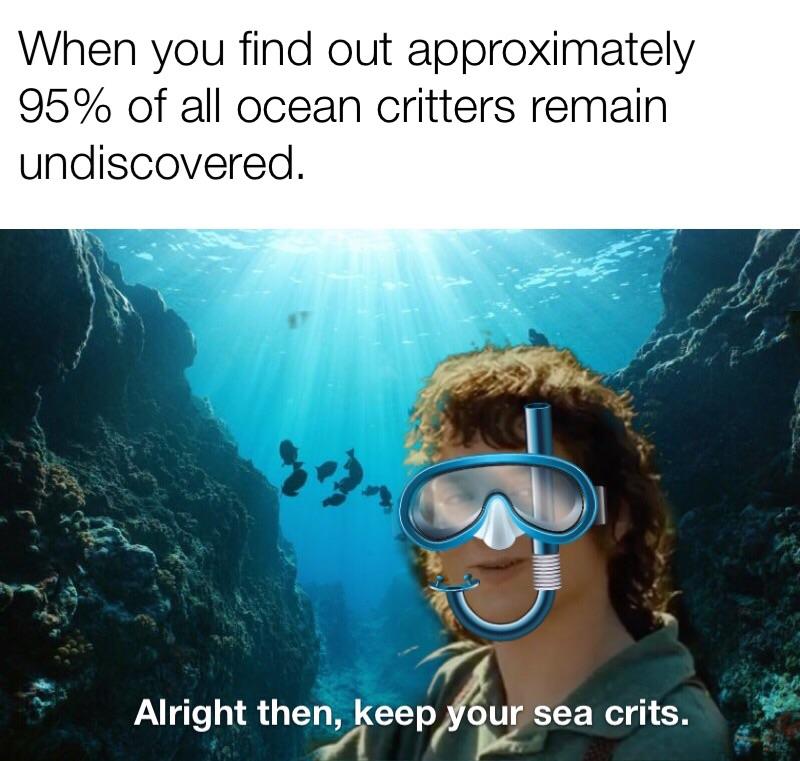 When you find out approximately
95% of all ocean critters remain
undiscovered.
Alright then, keep your sea crits.